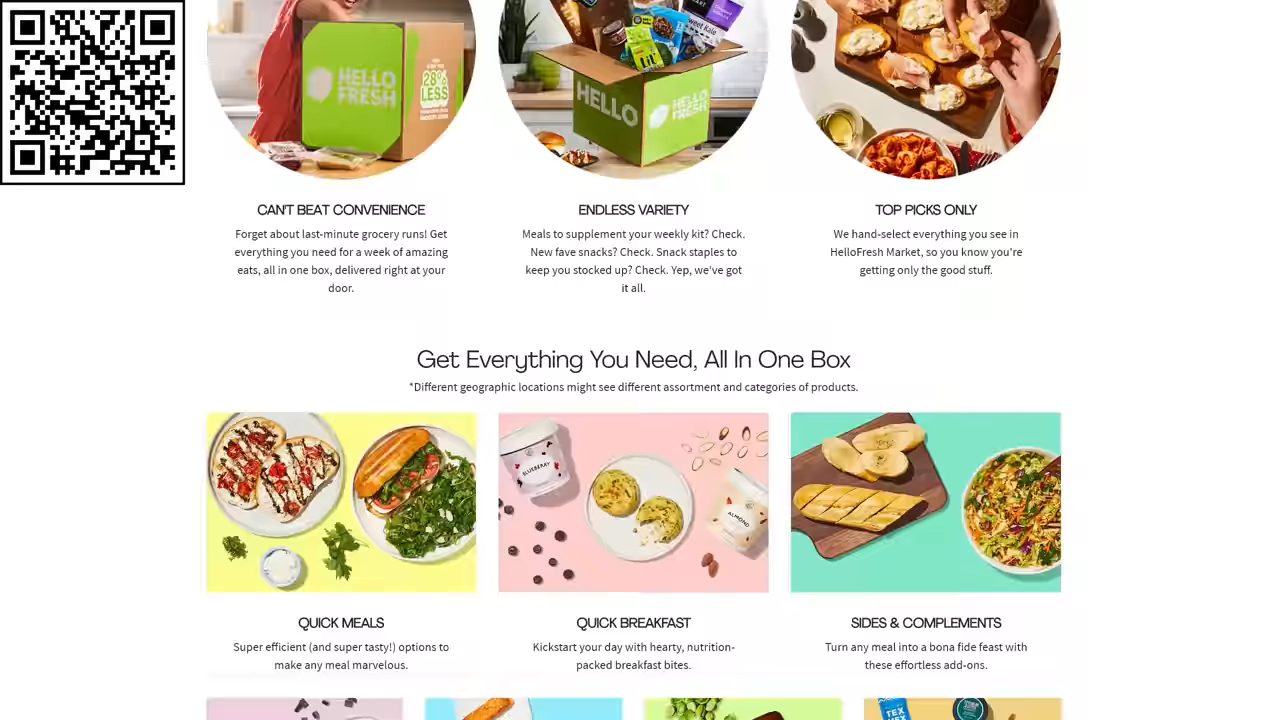 HELLO
FRESH
28%
LESS
HELLO
HELLO
FRESH
CAN'T BEAT CONVENIENCE
Forget about last-minute grocery runs! Get
everything you need for a week of amazing
eats, all in one box, delivered right at your
door.
ENDLESS VARIETY
Meals to supplement your weekly kit? Check.
New fave snacks? Check. Snack staples to
keep you stocked up? Check. Yep, we've got
it all.
TOP PICKS ONLY
We hand-select everything you see in
HelloFresh Market, so you know you're
getting only the good stuff.
Get Everything You Need, All In One Box
*Different geographic locations might see different assortment and categories of products.
BLUEBERRY
ALMOND
QUICK MEALS
Super efficient (and super tasty!) options to
make any meal marvelous.
QUICK BREAKFAST
Kickstart your day with hearty, nutrition-
packed breakfast bites.
SIDES & COMPLEMENTS
Turn any meal into a bona fide feast with
these effortless add-ons.
TEX
MEX